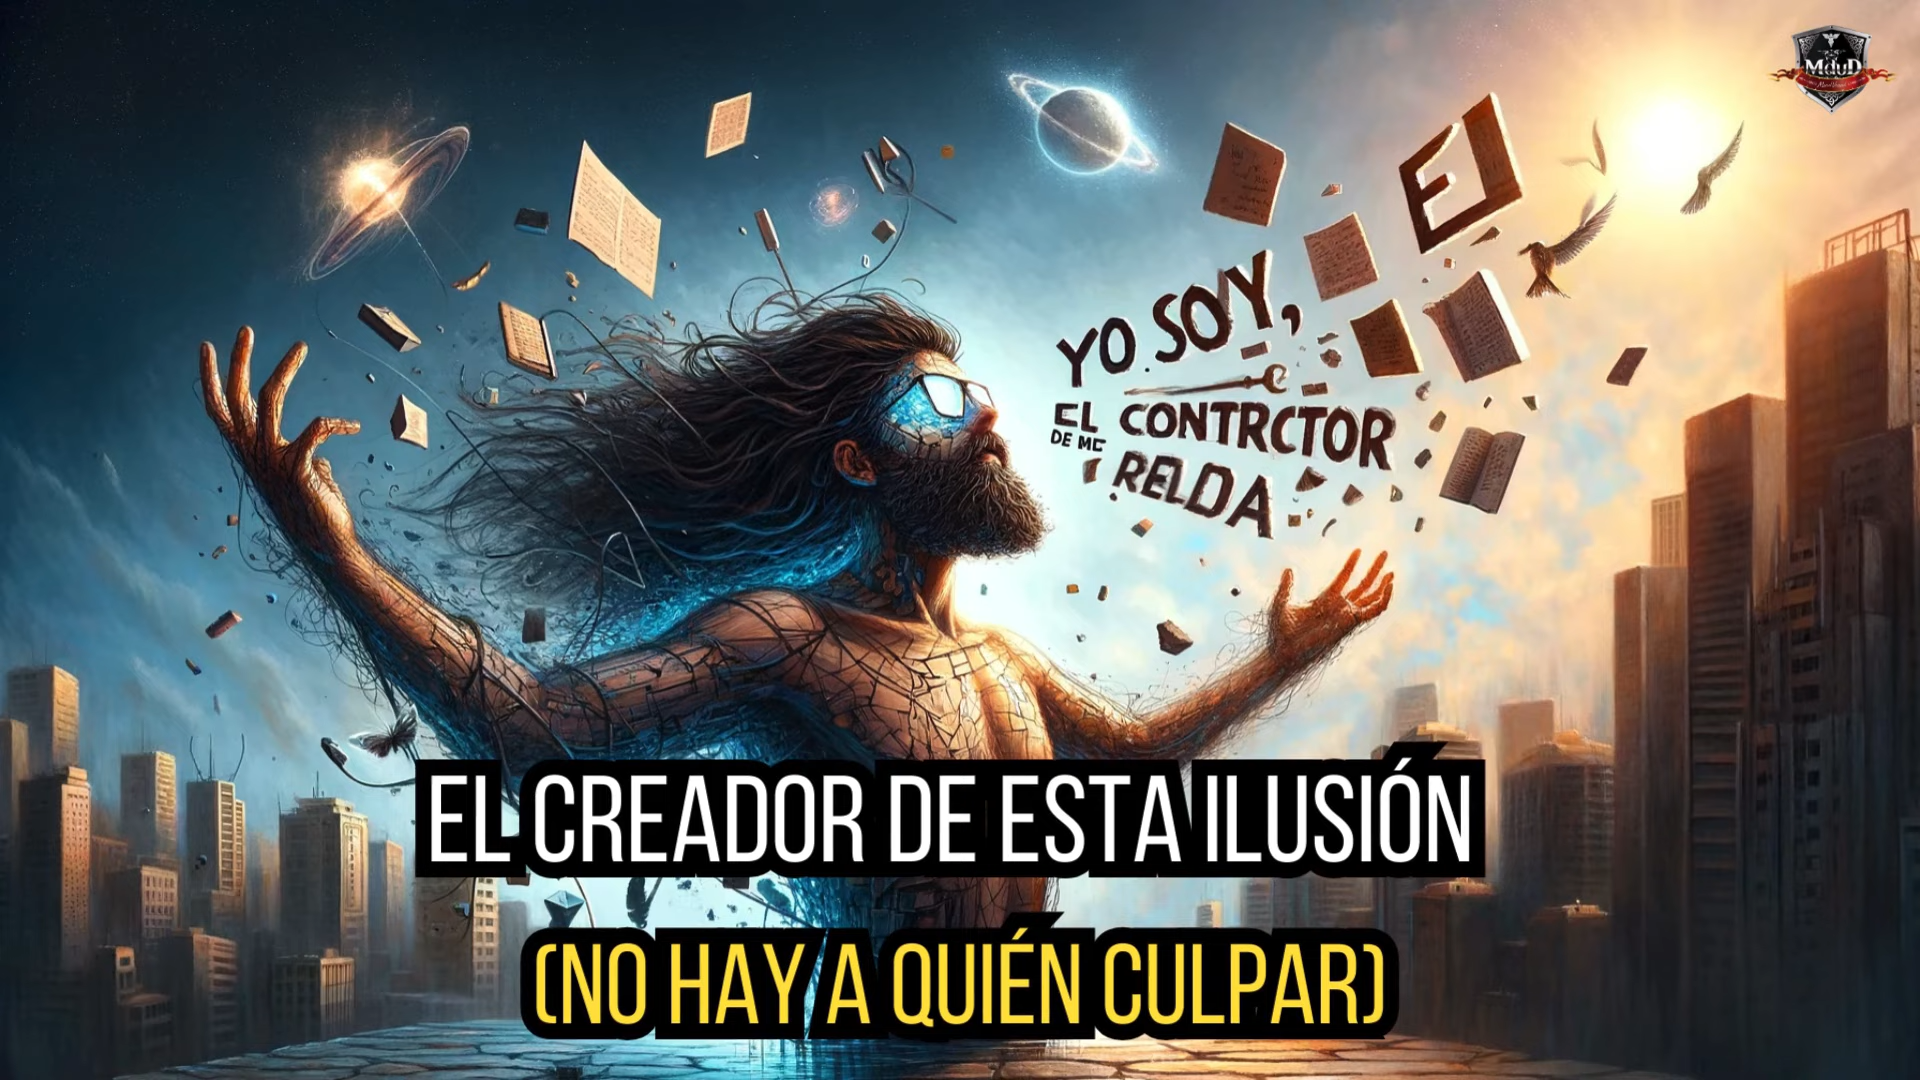 MduD
EJ
YO SOY,
EL CONTRCTOR
DE MC
RELDA
EL CREADOR DE ESTA ILUSIÓN
(NO HAY A QUIÉN CULPAR)